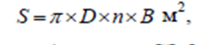 S = π × D × n × B м²,